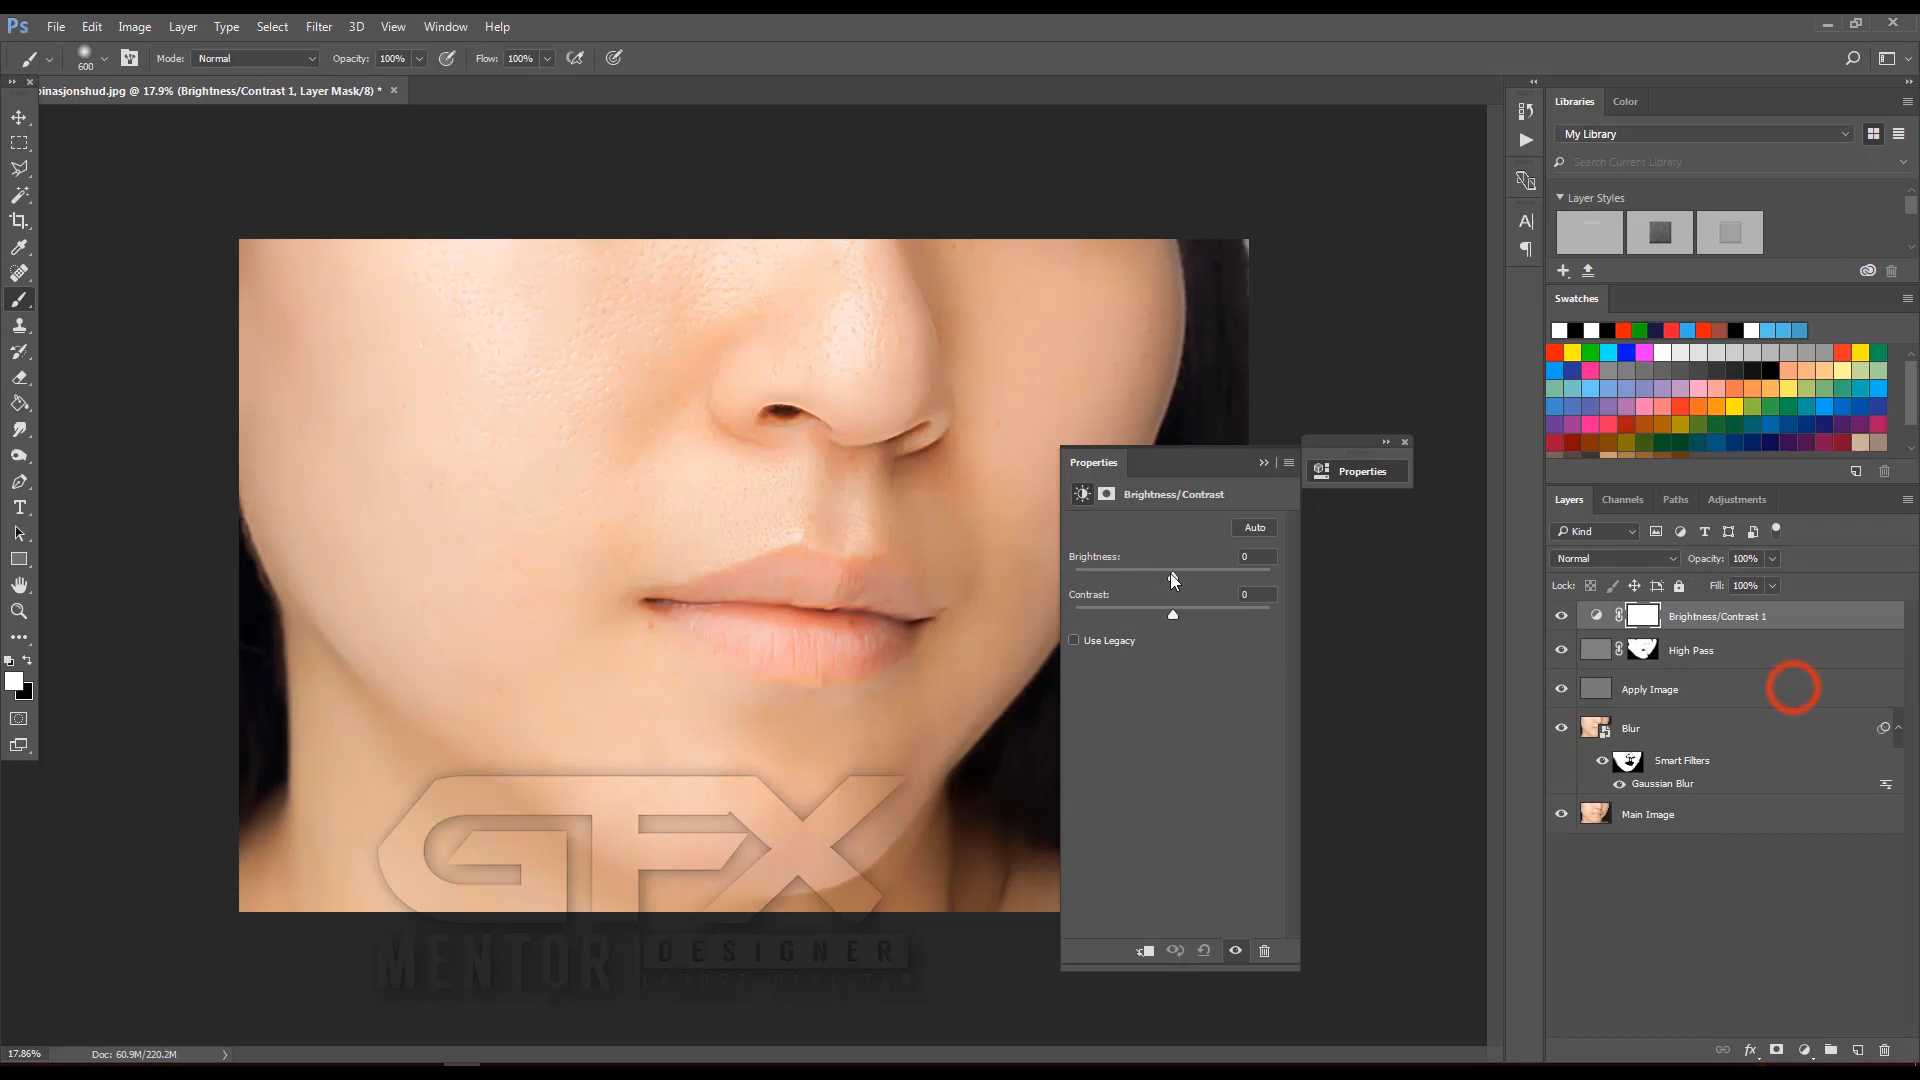 Ps File Edit Image Layer Type Select Filter 3D View Window Help
600 Mode: Normal Opacity: 100% Flow: 100%
binasjonshud.jpg @ 17.9% (Brightness/Contrast 1, Layer Mask/8) *
Libraries Color
My Library
Search Current Library
Layer Styles
Swatches
Properties
Properties
Brightness/Contrast
Auto
Brightness: 0
Contrast: 0
Use Legacy
Layers Channels Paths Adjustments
Kind
Normal Opacity: 100%
Lock: Fill: 100%
Brightness/Contrast 1
High Pass
Apply Image
Blur
Smart Filters
Gaussian Blur
Main Image
GFX
MENTOR DESIGNER
LAHORE PAKISTAN
17.86% Doc: 60.9M/220.2M
fx